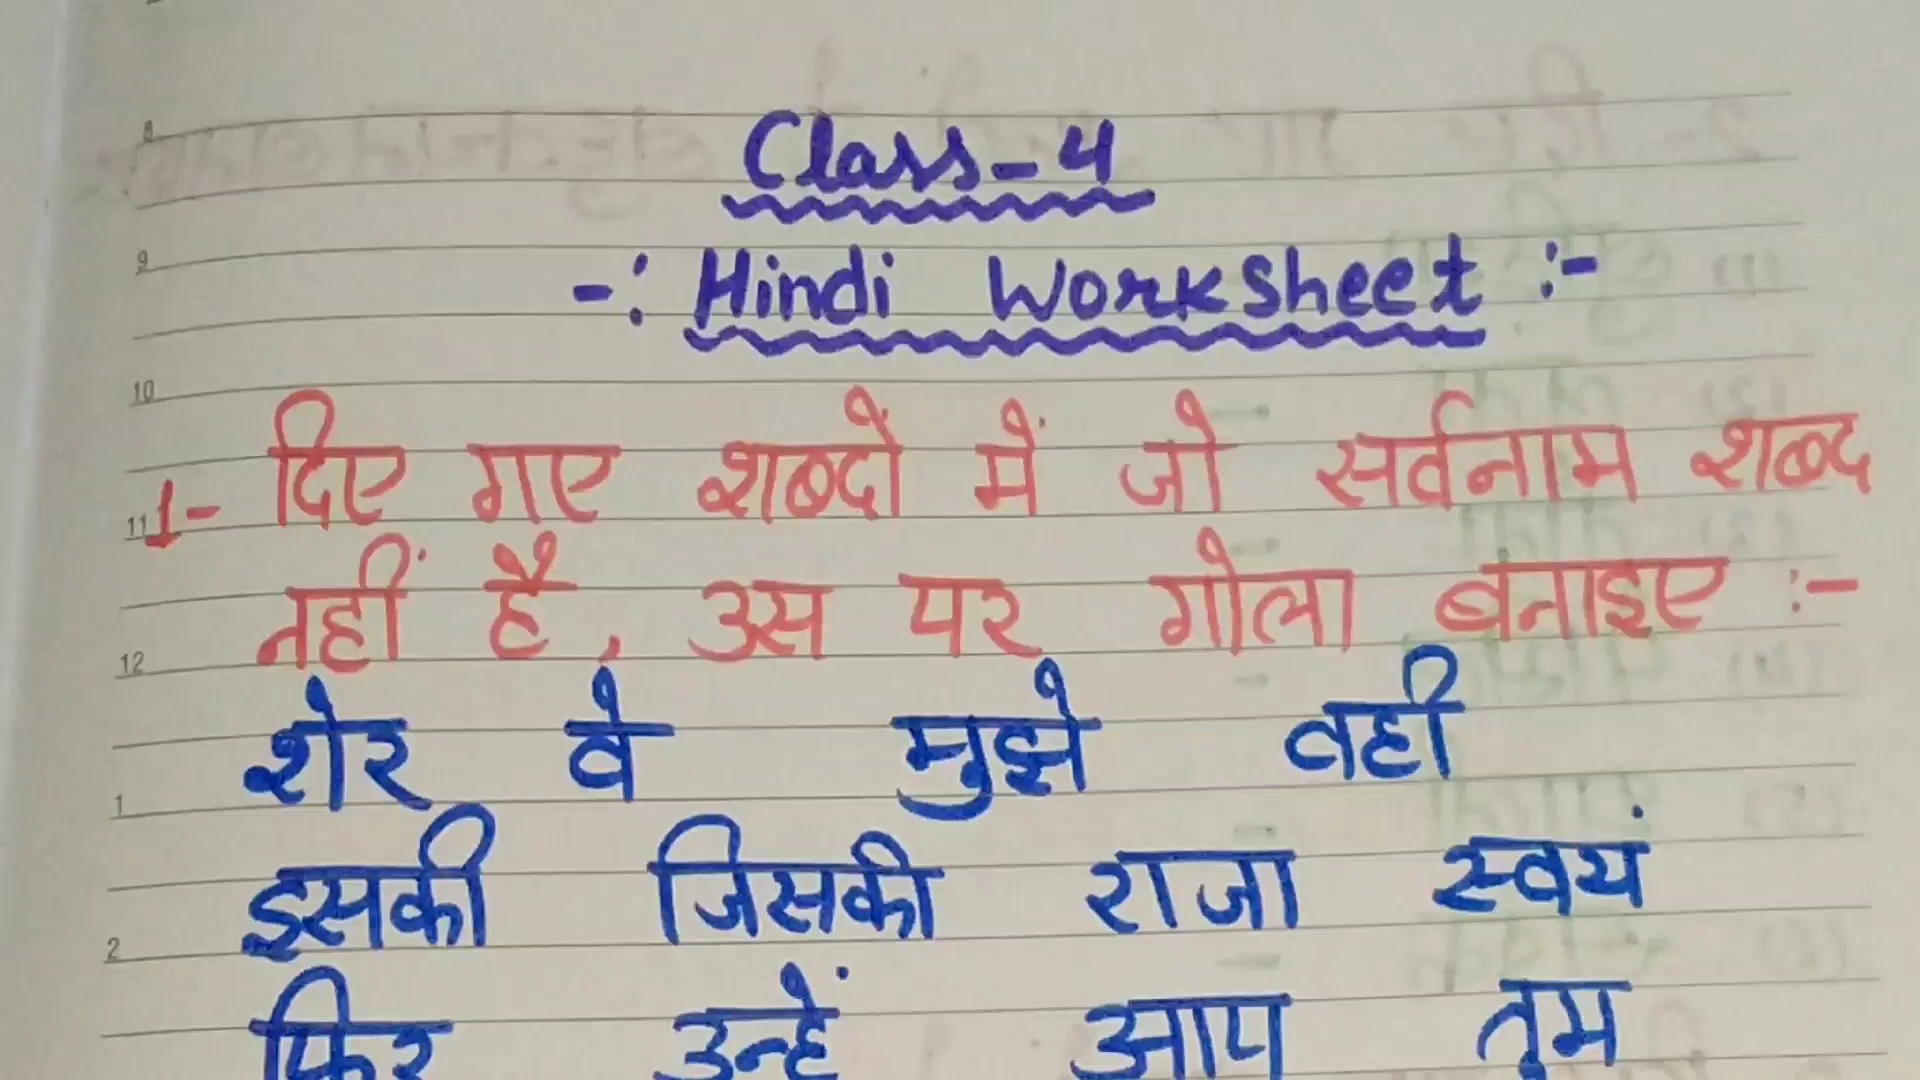 Class-4
-: Hindi Worksheet :-
1- दिए गए शब्दों में जो सर्वनाम शब्द
नहीं है, उस पर गोला बनाइए :-
शेर वे मुझे वही
इसकी जिसकी राजा स्वयं
फिर उन्हें आप तुम